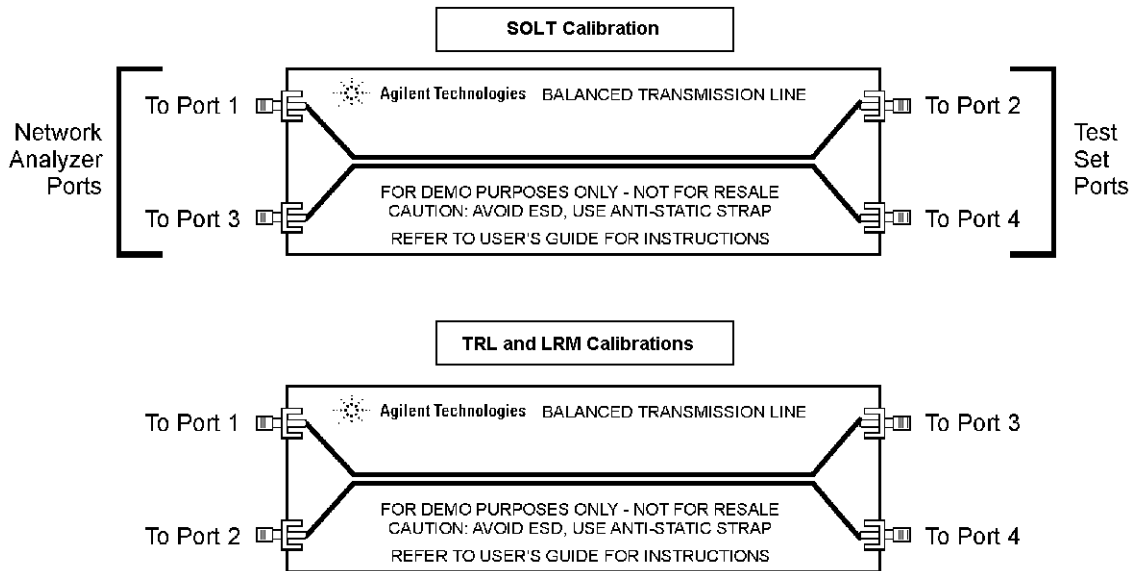 SOLT Calibration
Network
Analyzer
Ports
To Port 1
To Port 3
Agilent Technologies BALANCED TRANSMISSION LINE
FOR DEMO PURPOSES ONLY - NOT FOR RESALE
CAUTION: AVOID ESD, USE ANTI-STATIC STRAP
REFER TO USER'S GUIDE FOR INSTRUCTIONS
To Port 2
To Port 4
Test
Set
Ports
TRL and LRM Calibrations
To Port 1
To Port 2
Agilent Technologies BALANCED TRANSMISSION LINE
FOR DEMO PURPOSES ONLY - NOT FOR RESALE
CAUTION: AVOID ESD, USE ANTI-STATIC STRAP
REFER TO USER'S GUIDE FOR INSTRUCTIONS
To Port 3
To Port 4